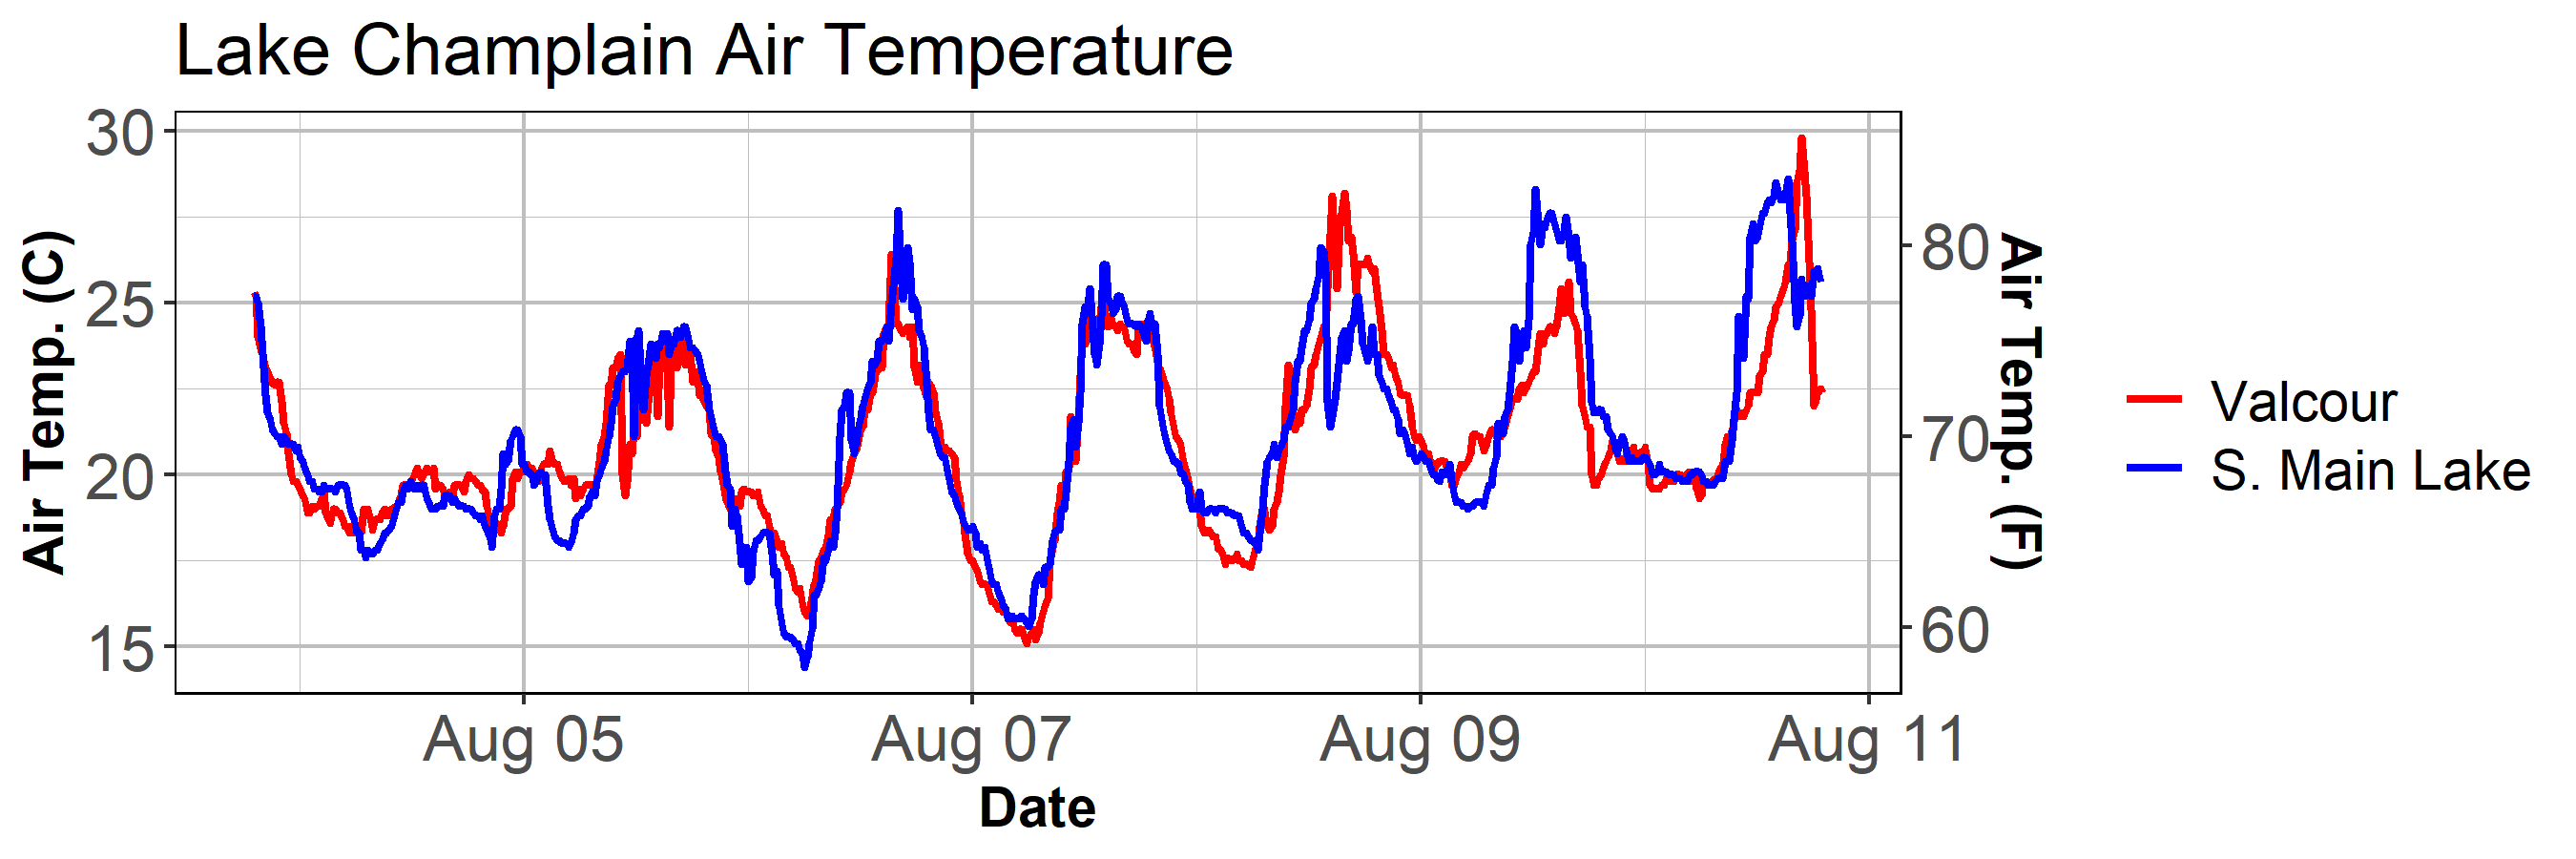 Lake Champlain Air Temperature
30
25
20
15
Air Temp. (C)
80
70
60
Air Temp. (F)
Valcour
S. Main Lake
Aug 05
Aug 07
Aug 09
Aug 11
Date